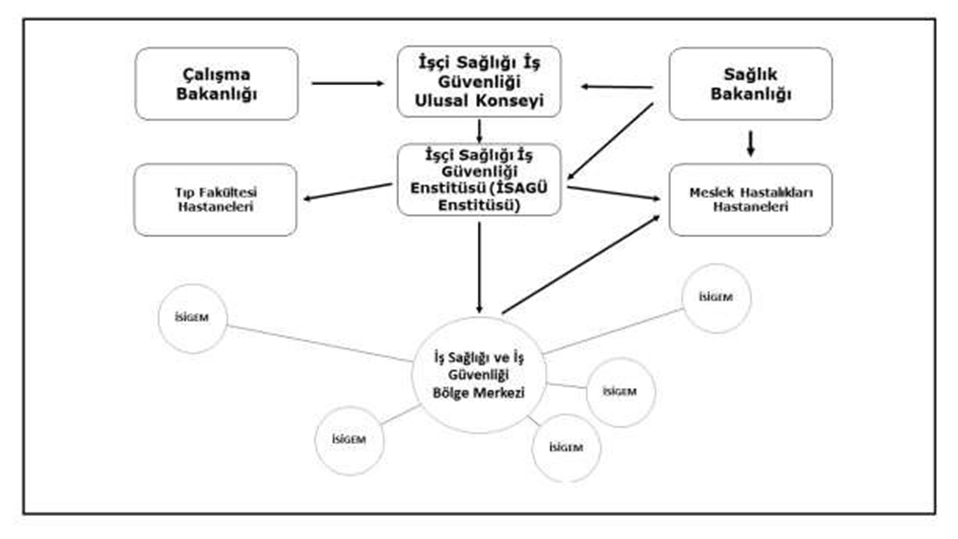 Çalışma
Bakanlığı
İşçi Sağlığı İş
Güvenliği
Ulusal Konseyi
Sağlık
Bakanlığı
Tıp Fakültesi
Hastaneleri
İşçi Sağlığı İş
Güvenliği
Enstitüsü (İSAGÜ
Enstitüsü)
Meslek Hastalıkları
Hastaneleri
İSİGEM
İSİGEM
İş Sağlığı ve İş
Güvenliği
Bölge Merkezi
İSİGEM
İSİGEM
İSİGEM